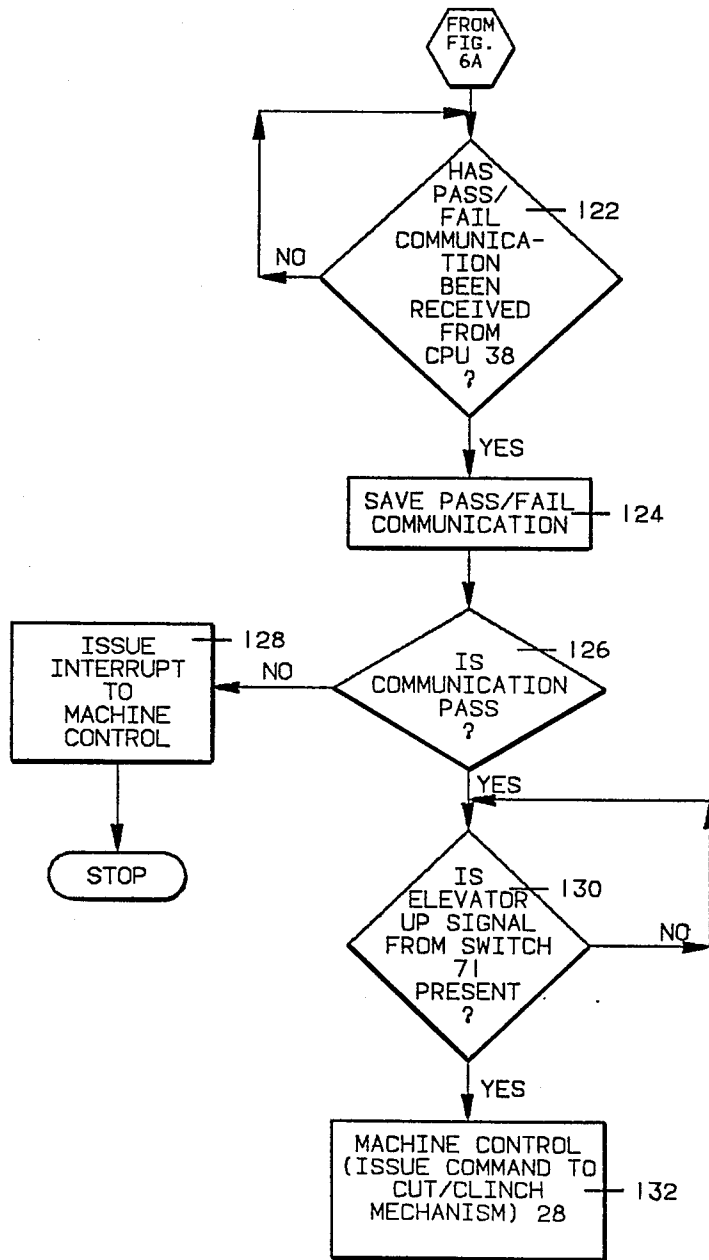 FROM
FIG.
6A
HAS
PASS/
FAIL
COMMUNICA-
TION
BEEN
RECEIVED
FROM
CPU 38
?
122
NO
YES
SAVE PASS/FAIL
COMMUNICATION
124
IS
COMMUNICATION
PASS
?
126
NO
ISSUE
INTERRUPT
TO
MACHINE
CONTROL
128
STOP
YES
IS
ELEVATOR
UP SIGNAL
FROM SWITCH
71
PRESENT
?
130
NO
YES
MACHINE CONTROL
(ISSUE COMMAND TO
CUT/CLINCH
MECHANISM) 28
132